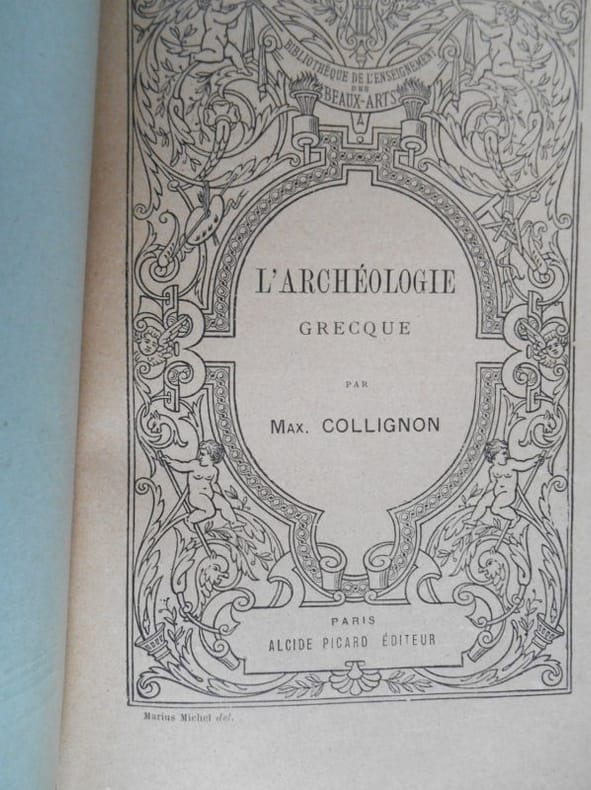 BIBLIOTHÈQUE DE L'ENSEIGNEMENT
DES
BEAUX-ARTS
L'ARCHÉOLOGIE
GRECQUE
PAR
MAX. COLLIGNON
PARIS
ALCIDE PICARD ÉDITEUR
Marius Michel del.